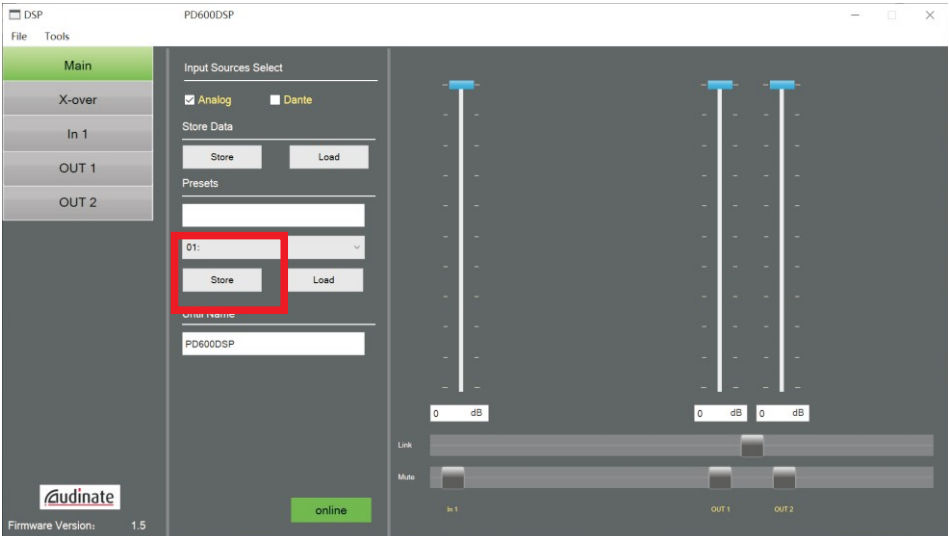 DSP PD600DSP
File Tools
Main
X-over
In 1
OUT 1
OUT 2
Audinate
Firmware Version: 1.5
Input Sources Select
Analog Dante
Store Data
Store Load
Presets
01:
Store Load
Until Name
PD600DSP
online
0 dB 0 dB 0 dB
Link
Mute
In 1 OUT 1 OUT 2